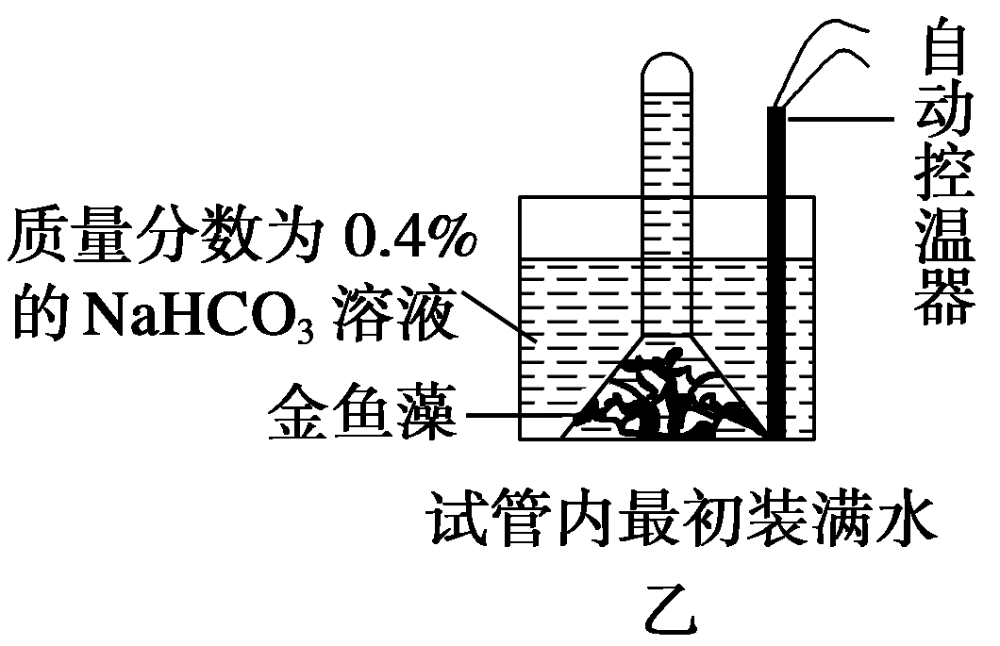 自动控温器
质量分数为 0.4%
的 NaHCO₃ 溶液
金鱼藻
试管内最初装满水
乙